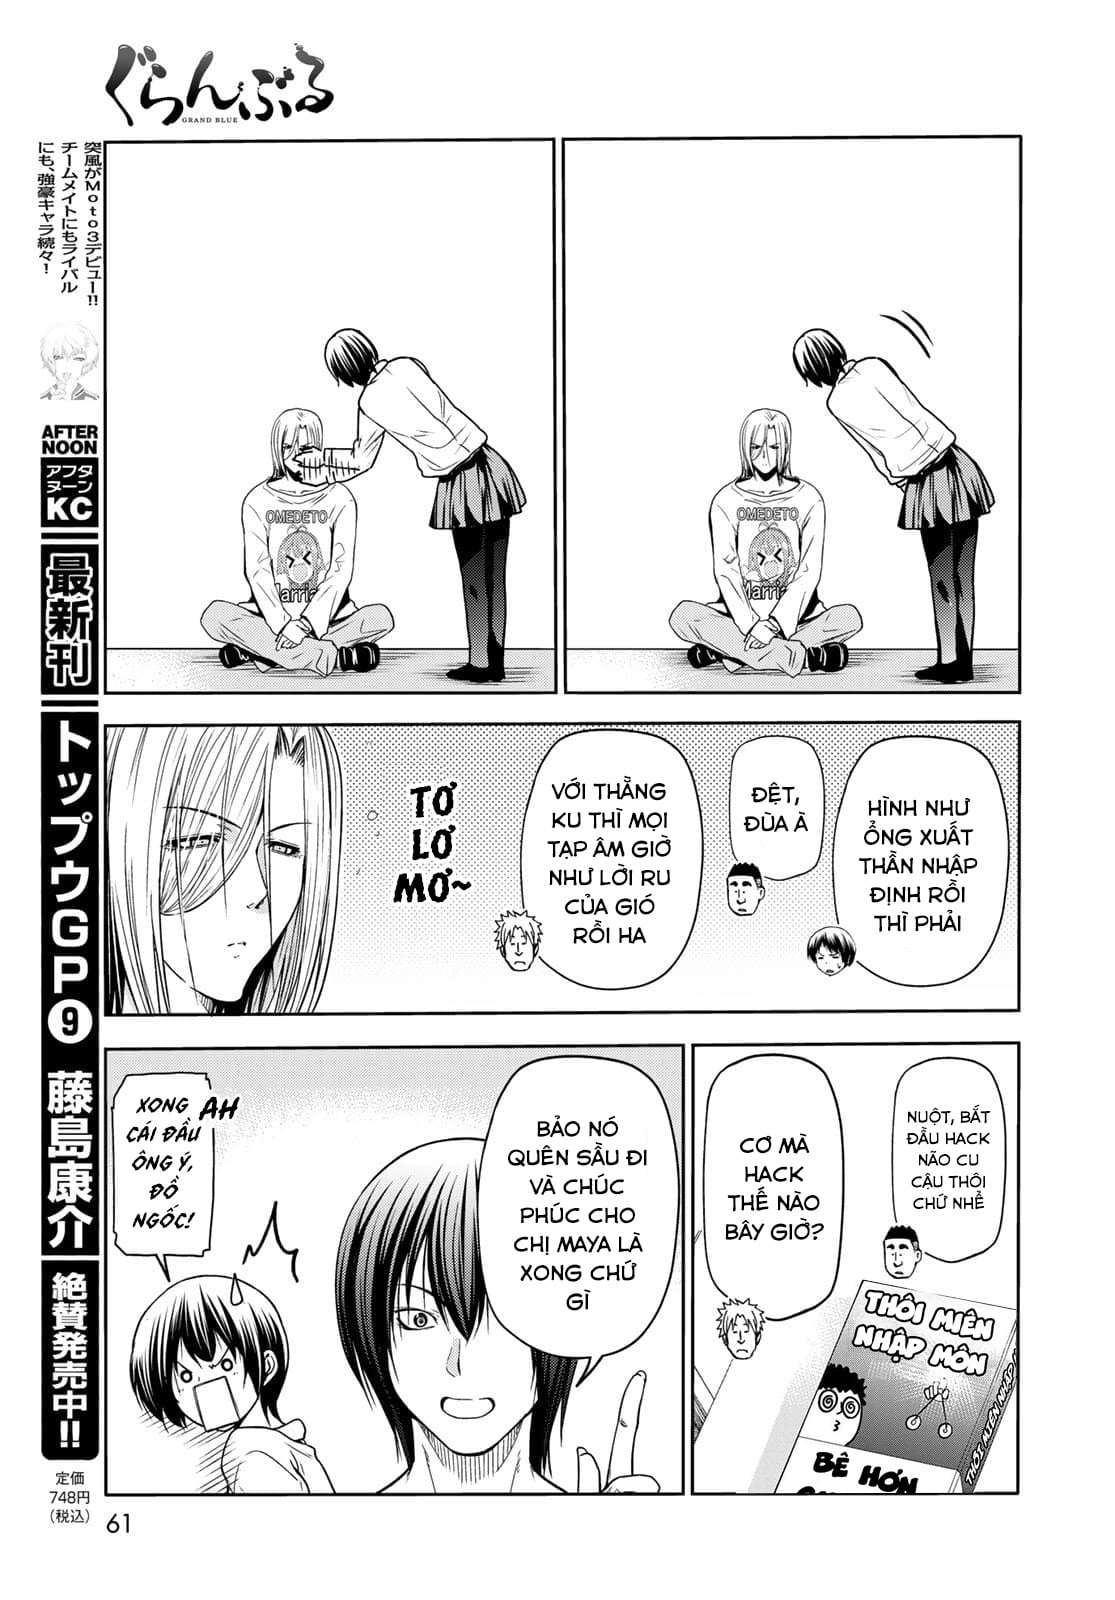 ぐらんぶる
GRAND BLUE
突風がMoto3デビュー!!
チームメイトにもライバル
にも、強豪キャラ続々!
AFTER
NOON
アフタ
ヌーン
KC
最新刊
トップウGP9
藤島康介
絶賛発売中!!
定価
748円
(税込)
61
OMEDETO
OMEDETO
HÌNH NHƯ
ỔNG XUẤT
THẦN NHẬP
ĐỊNH RỒI
THÌ PHẢI
ĐỆT,
ĐÙA À
VỚI THẰNG
KU THÌ MỌI
TẠP ÂM GIỜ
NHƯ LỜI RU
CỦA GIÓ
RỒI HA
TƠ
LƠ
MƠ~
NUỘT, BẮT
ĐẦU HACK
NÃO CU
CẬU THÔI
CHỨ NHỂ
CƠ MÀ
HACK
THẾ NÀO
BÂY GIỜ?
THÔI MIÊN
NHẬP MÔN
THÔI MIÊN NHẬP M
BÊ HƠN
BẢO NÓ
QUÊN SẦU ĐI
VÀ CHÚC
PHÚC CHO
CHỊ MAYA LÀ
XONG CHỨ
GÌ
AH
XONG
CÁI ĐẦU
ÔNG Ý,
ĐỒ
NGỐC!